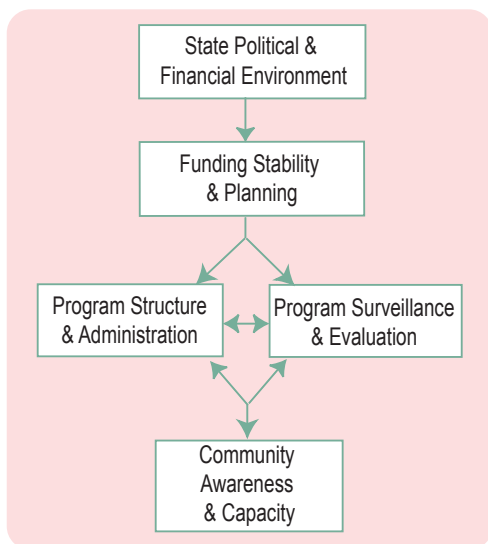 State Political &
Financial Environment
Funding Stability
& Planning
Program Structure
& Administration
Program Surveillance
& Evaluation
Community
Awareness
& Capacity